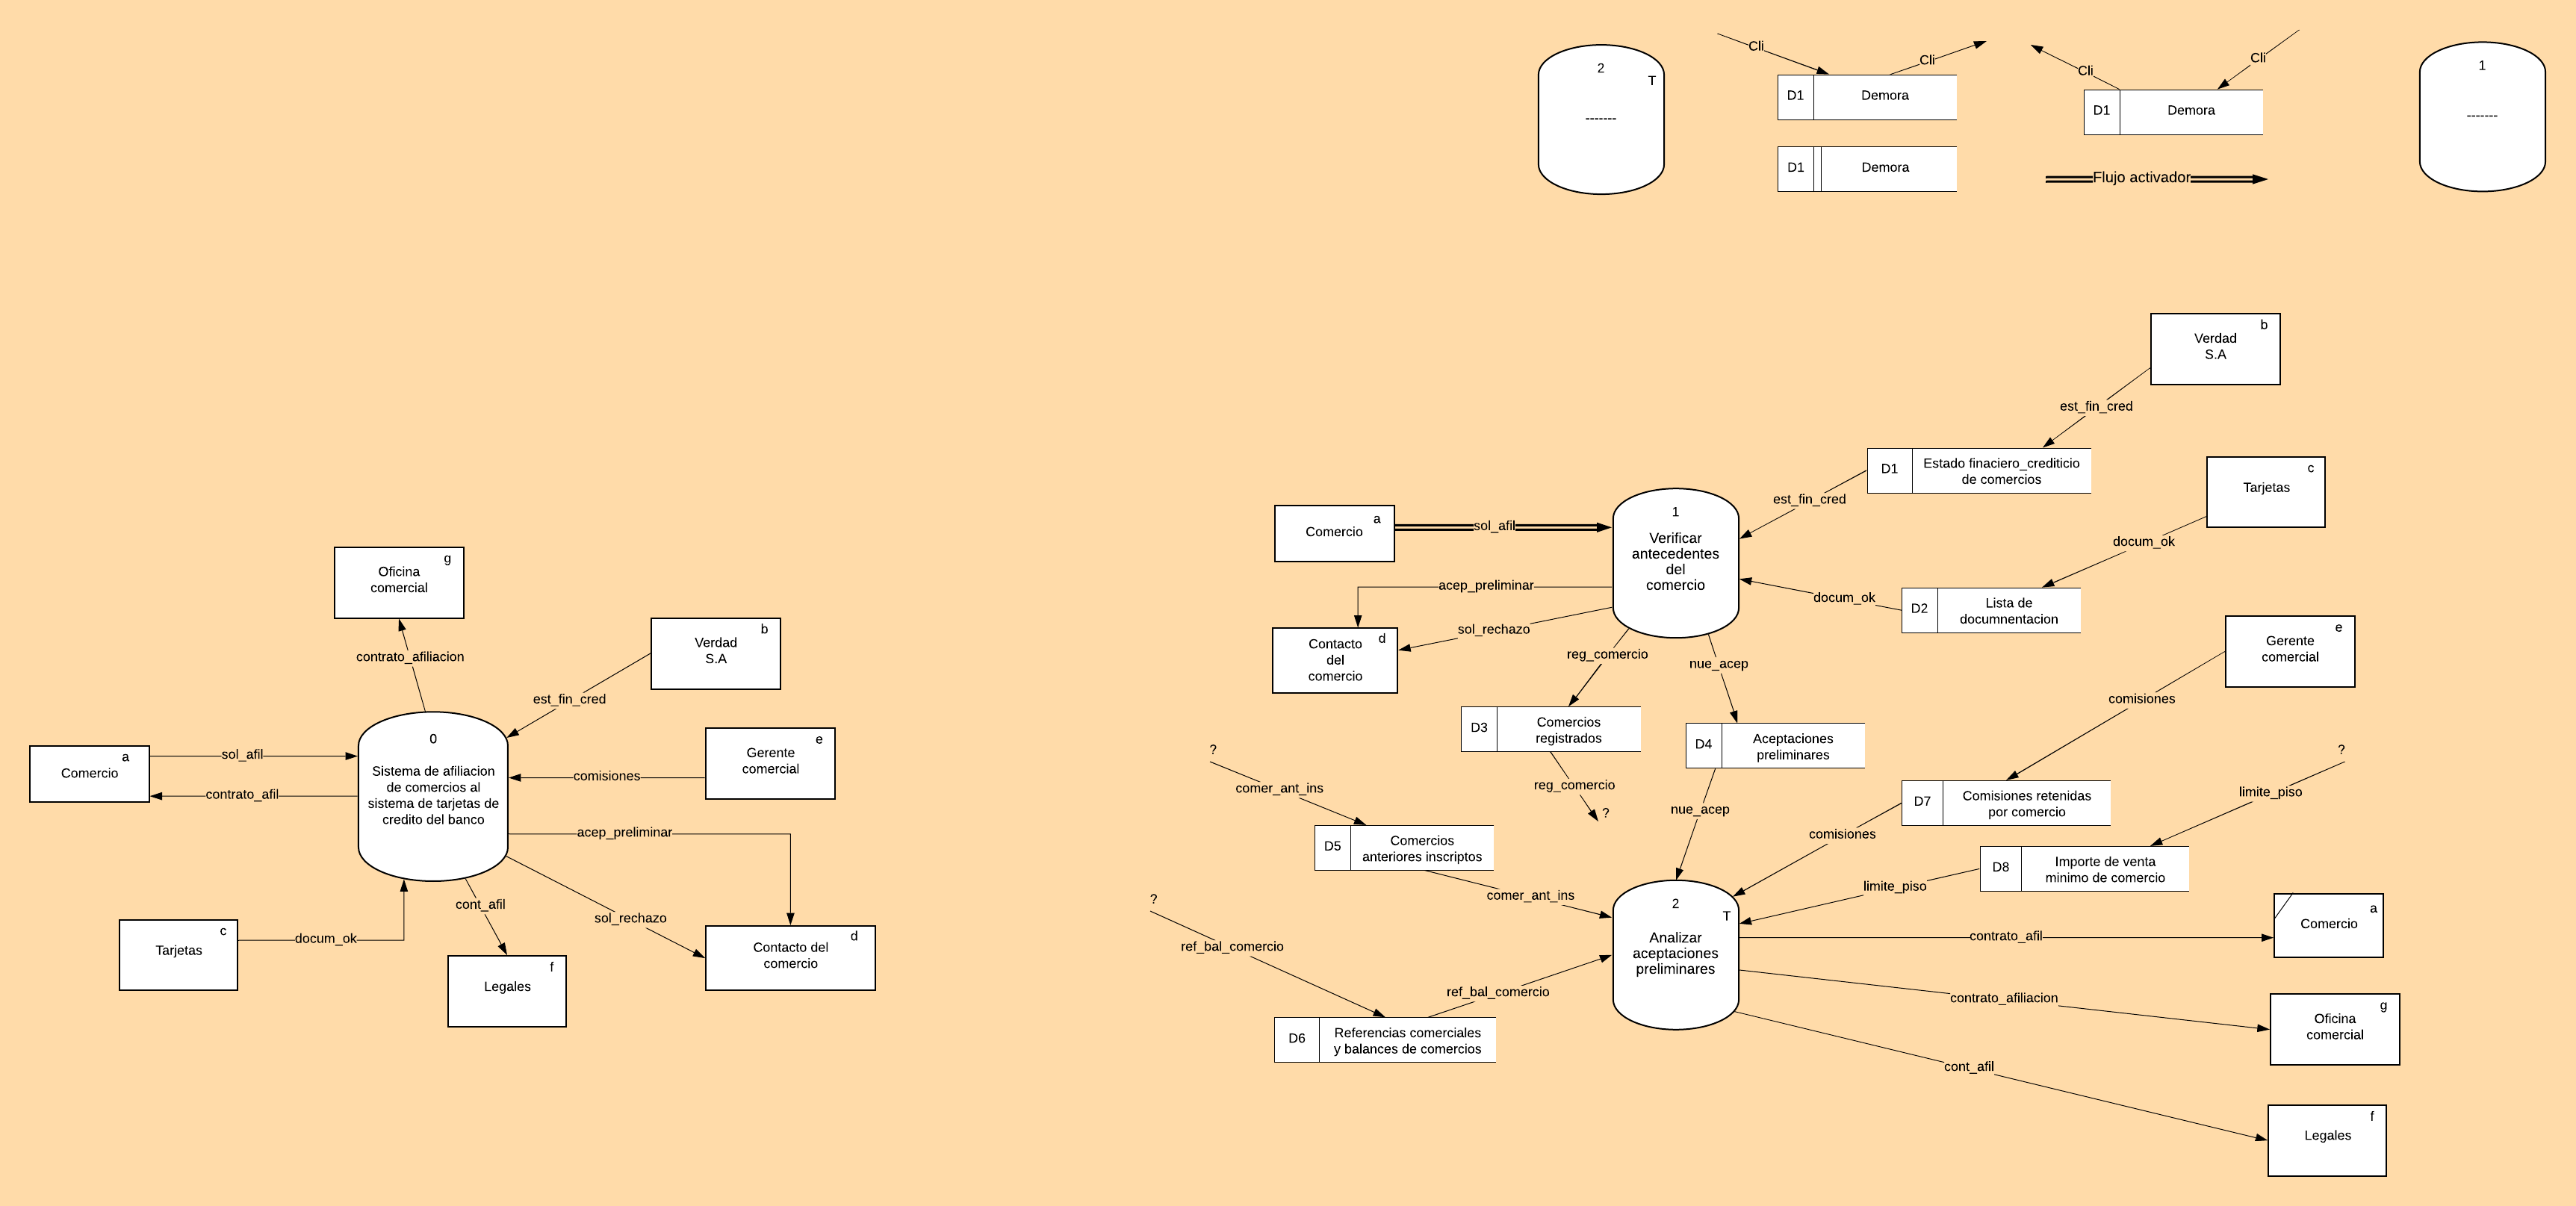 2
T
-------
Cli
Cli
D1
Demora
D1
Demora
Cli
Cli
D1
Demora
Flujo activador
1
-------
g
Oficina
comercial
contrato_afiliacion
b
Verdad
S.A
est_fin_cred
a
Comercio
sol_afil
contrato_afil
0
Sistema de afiliacion
de comercios al
sistema de tarjetas de
credito del banco
e
Gerente
comercial
comisiones
acep_preliminar
sol_rechazo
cont_afil
c
Tarjetas
docum_ok
f
Legales
d
Contacto del
comercio
b
Verdad
S.A
est_fin_cred
D1
Estado finaciero_crediticio
de comercios
est_fin_cred
c
Tarjetas
docum_ok
D2
Lista de
documnentacion
docum_ok
a
Comercio
sol_afil
1
Verificar
antecedentes
del
comercio
acep_preliminar
sol_rechazo
d
Contacto
del
comercio
reg_comercio
nue_acep
D3
Comercios
registrados
reg_comercio
?
D4
Aceptaciones
preliminares
nue_acep
e
Gerente
comercial
comisiones
D7
Comisiones retenidas
por comercio
comisiones
?
limite_piso
D8
Importe de venta
minimo de comercio
limite_piso
?
comer_ant_ins
D5
Comercios
anteriores inscriptos
comer_ant_ins
?
ref_bal_comercio
D6
Referencias comerciales
y balances de comercios
ref_bal_comercio
2
T
Analizar
aceptaciones
preliminares
contrato_afil
a
Comercio
contrato_afiliacion
g
Oficina
comercial
cont_afil
f
Legales